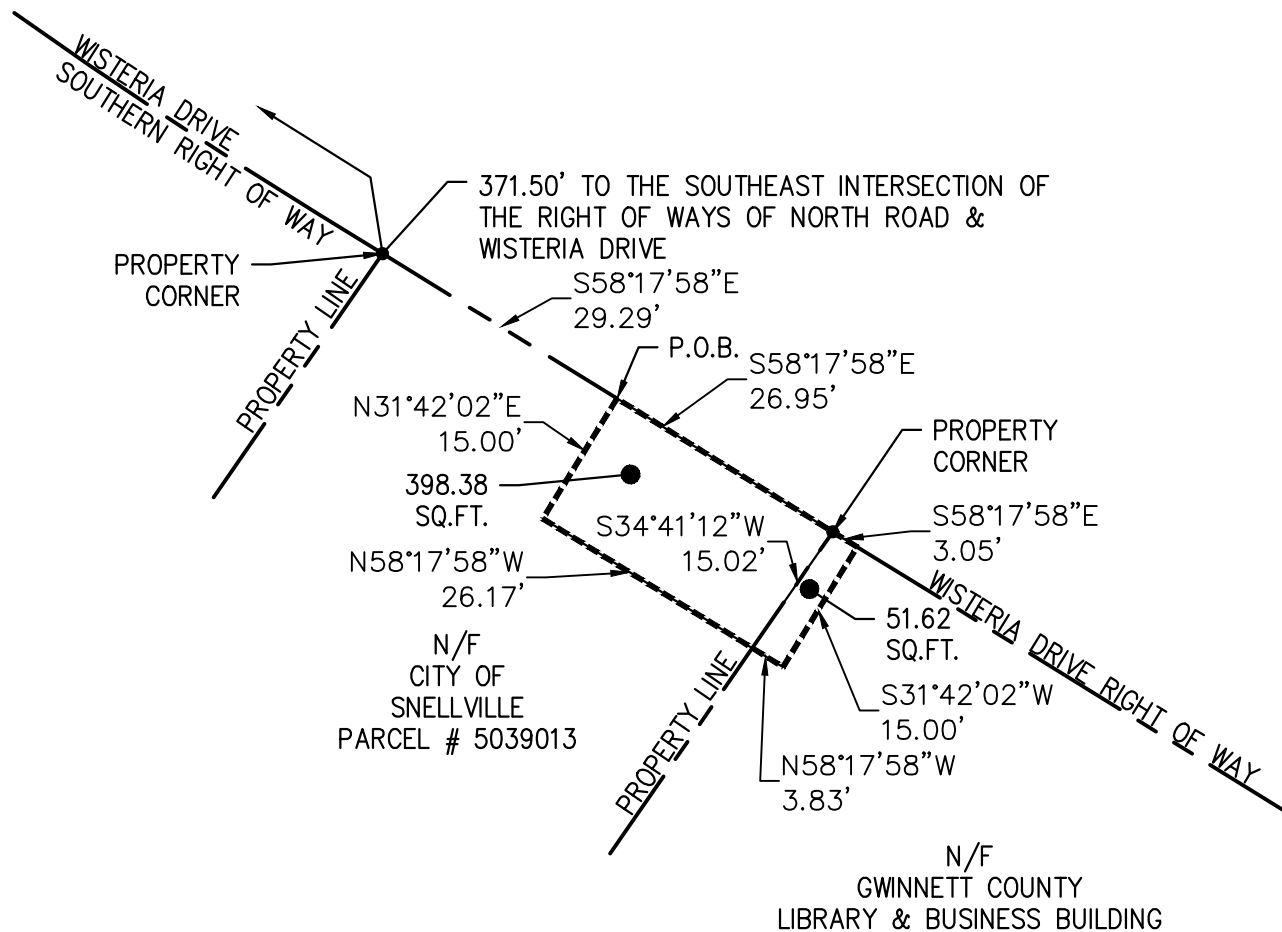 WISTERIA DRIVE
SOUTHERN RIGHT OF WAY
371.50' TO THE SOUTHEAST INTERSECTION OF
THE RIGHT OF WAYS OF NORTH ROAD &
WISTERIA DRIVE
PROPERTY
CORNER
PROPERTY LINE
S58°17'58"E
29.29'
P.O.B.
S58°17'58"E
26.95'
N31°42'02"E
15.00'
PROPERTY
CORNER
398.38
SQ.FT.
S34°41'12"W
15.02'
S58°17'58"E
3.05'
N58°17'58"W
26.17'
WISTERIA DRIVE RIGHT OF WAY
51.62
SQ.FT.
N/F
CITY OF
SNELLVILLE
PARCEL # 5039013
PROPERTY LINE
S31°42'02"W
15.00'
N58°17'58"W
3.83'
N/F
GWINNETT COUNTY
LIBRARY & BUSINESS BUILDING